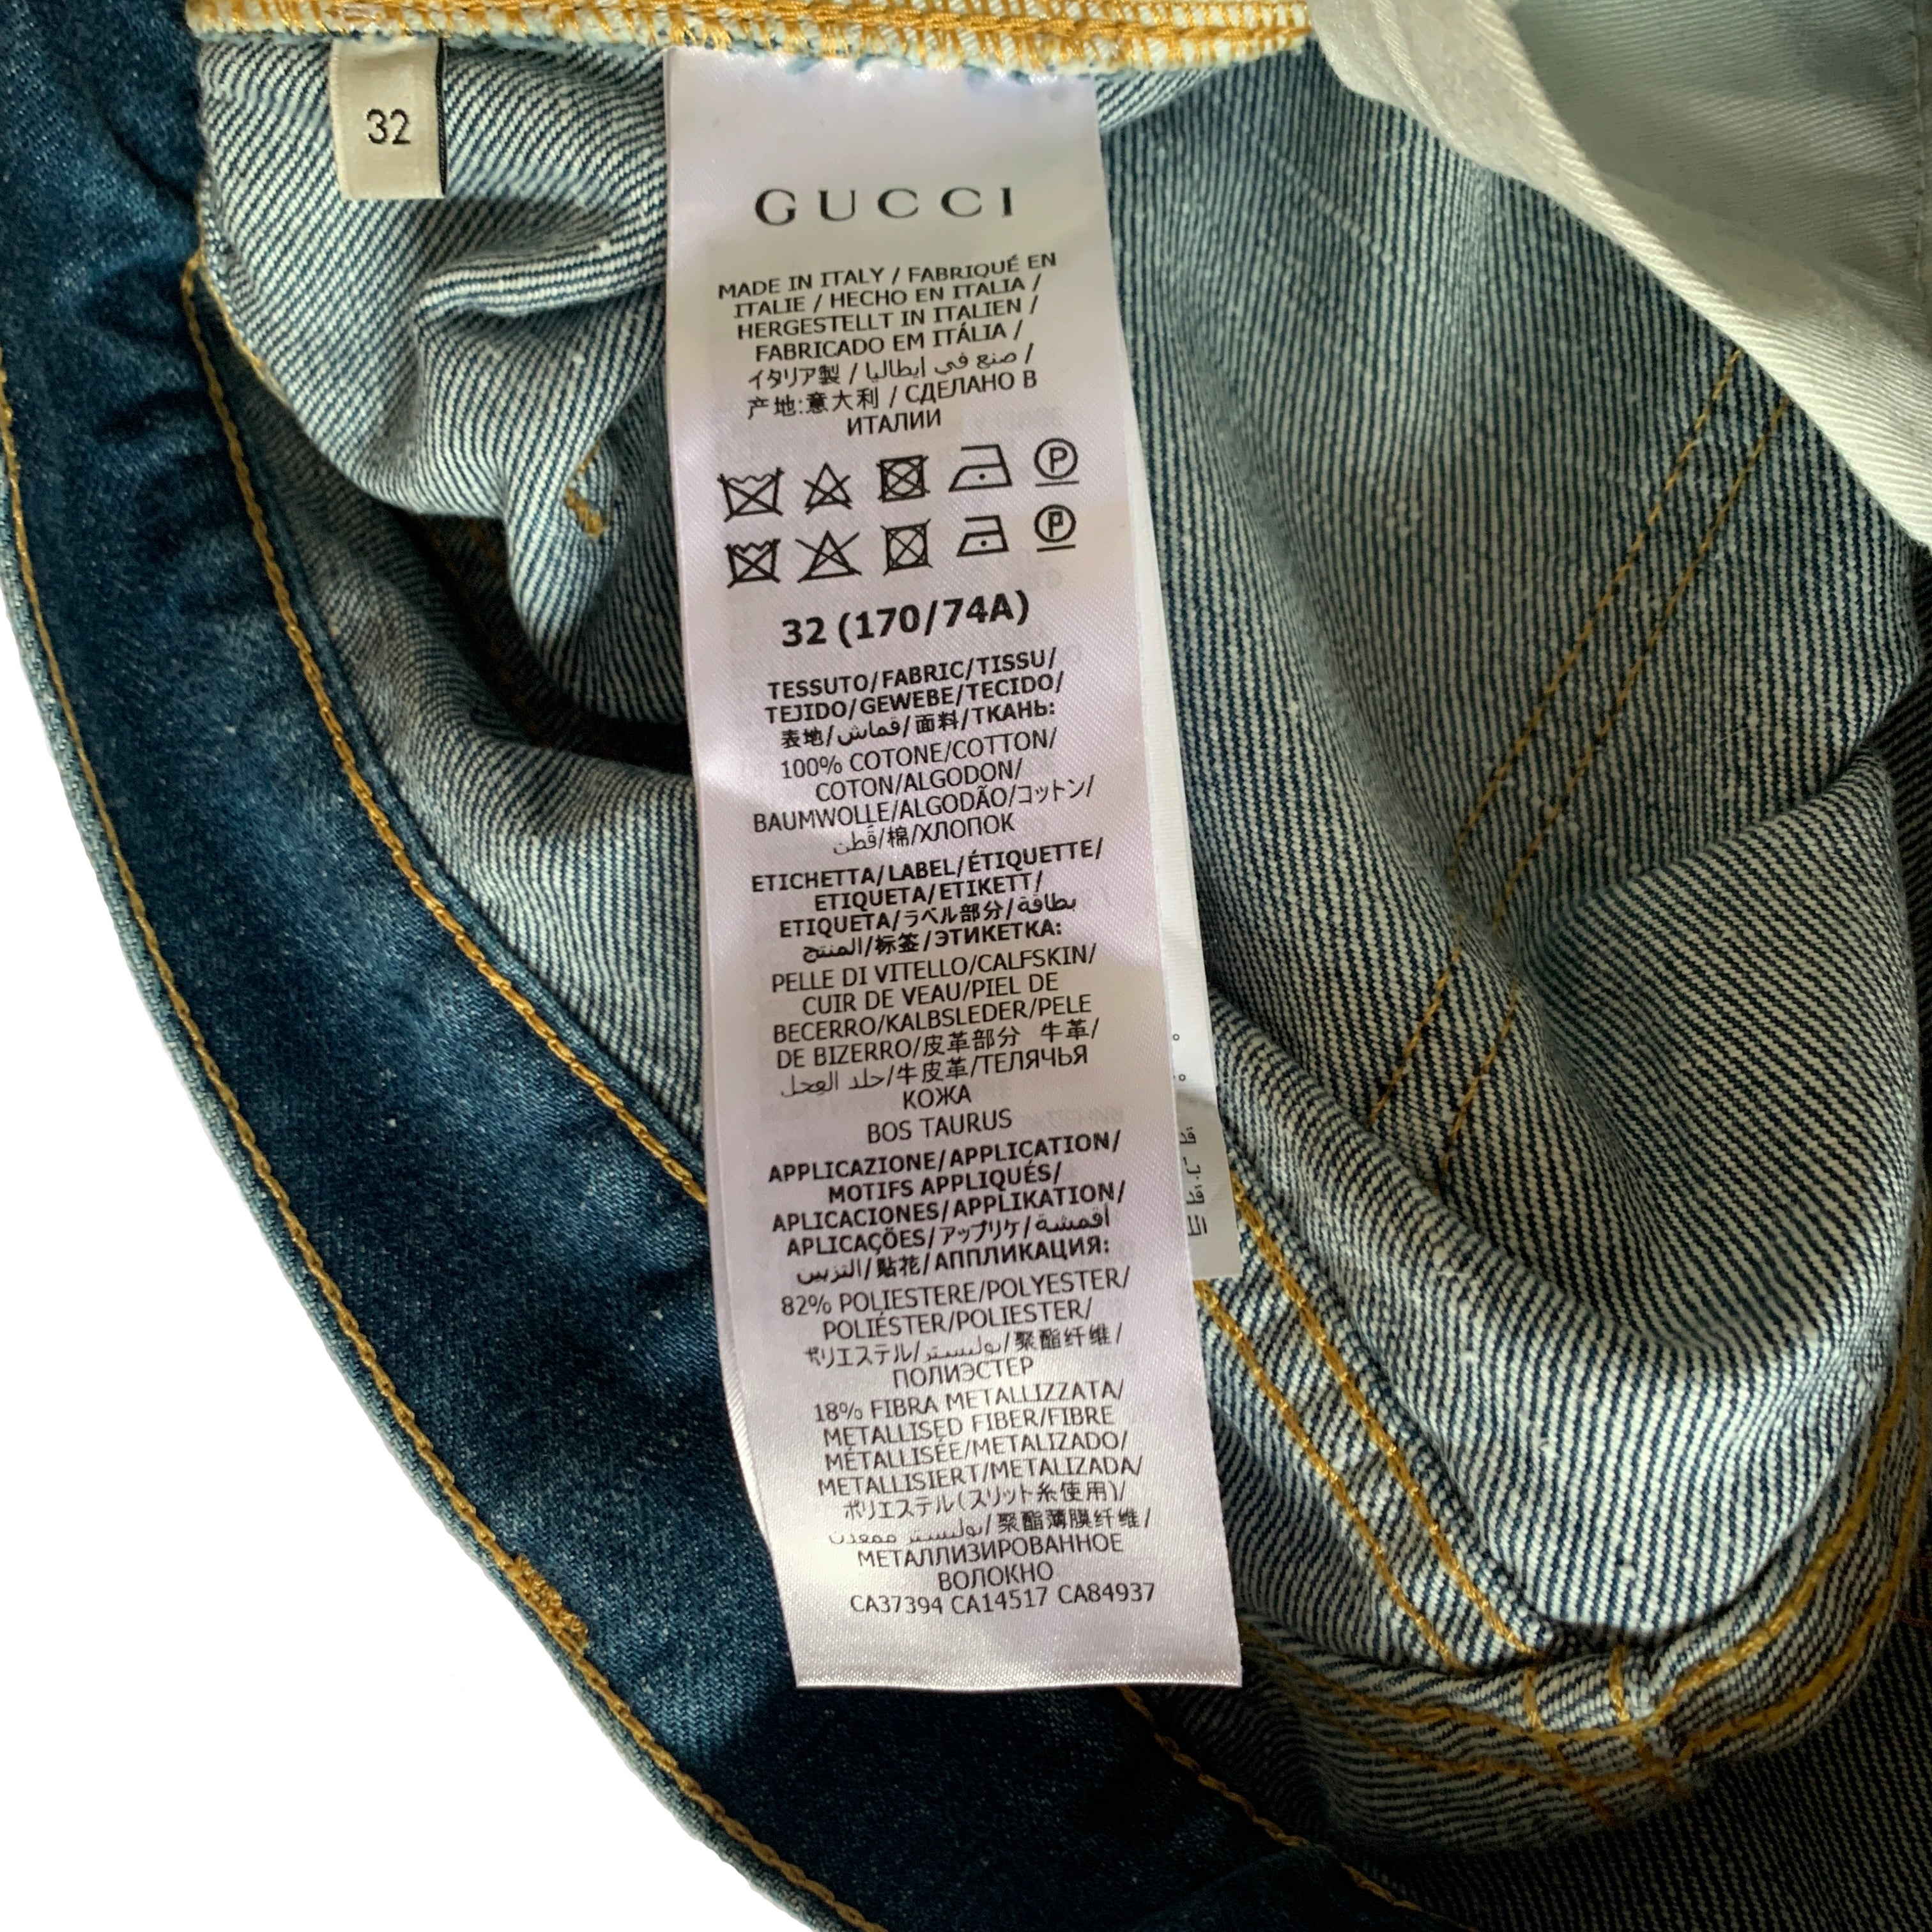 32
GUCCI
MADE IN ITALY / FABRIQUÉ EN
ITALIE / HECHO EN ITALIA /
HERGESTELLT IN ITALIEN /
FABRICADO EM ITÁLIA /
イタリア製 / صنع في ايطاليا /
产地:意大利 / СДЕЛАНО В
ИТАЛИИ
P
P
32 (170/74A)
TESSUTO/FABRIC/TISSU/
TEJIDO/GEWEBE/TECIDO/
表地/قماش/面料/ТКАНЬ:
100% COTONE/COTTON/
COTON/ALGODON/
BAUMWOLLE/ALGODÃO/コットン/
قُطن/棉/ХЛОПОК
ETICHETTA/LABEL/ÉTIQUETTE/
ETIQUETA/ETIKETT/
ETIQUETA/ラベル部分/بطاقة
المنتج/标签/ЭТИКЕТКА:
PELLE DI VITELLO/CALFSKIN/
CUIR DE VEAU/PIEL DE
BECERRO/KALBSLEDER/PELE
DE BIZERRO/皮革部分 牛革/
جلد العِجل/牛皮革/ТЕЛЯЧЬЯ
КОЖА
BOS TAURUS
APPLICAZIONE/APPLICATION/
MOTIFS APPLIQUÉS/
APLICACIONES/APPLIKATION/
APLICAÇÕES/アップリケ/أقمشة
التزيين/贴花/АППЛИКАЦИЯ:
82% POLIESTERE/POLYESTER/
POLIÉSTER/POLIESTER/
ポリエステル/بوليستر/聚酯纤维/
ПОЛИЭСТЕР
18% FIBRA METALLIZZATA/
METALLISED FIBER/FIBRE
MÉTALLISÉE/METALIZADO/
METALLISIERT/METALIZADA/
ポリエステル(スリット糸使用)/
بوليستر ممعدن/聚酯薄膜纤维/
МЕТАЛЛИЗИРОВАННОЕ
ВОЛОКНО
CA37394 CA14517 CA84937